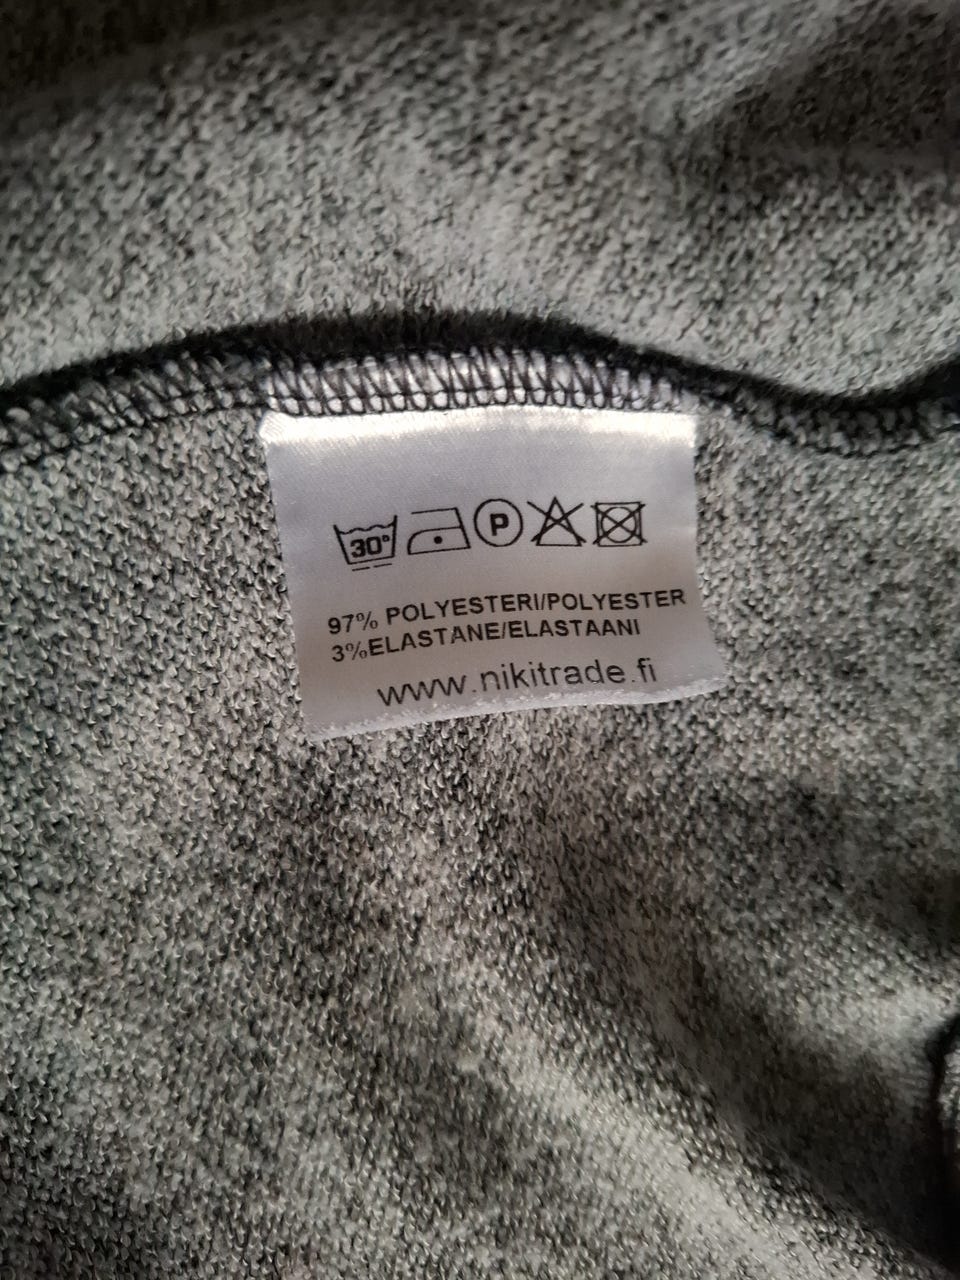 30°
P
97% POLYESTERI/POLYESTER
3%ELASTANE/ELASTAANI
www.nikitrade.fi